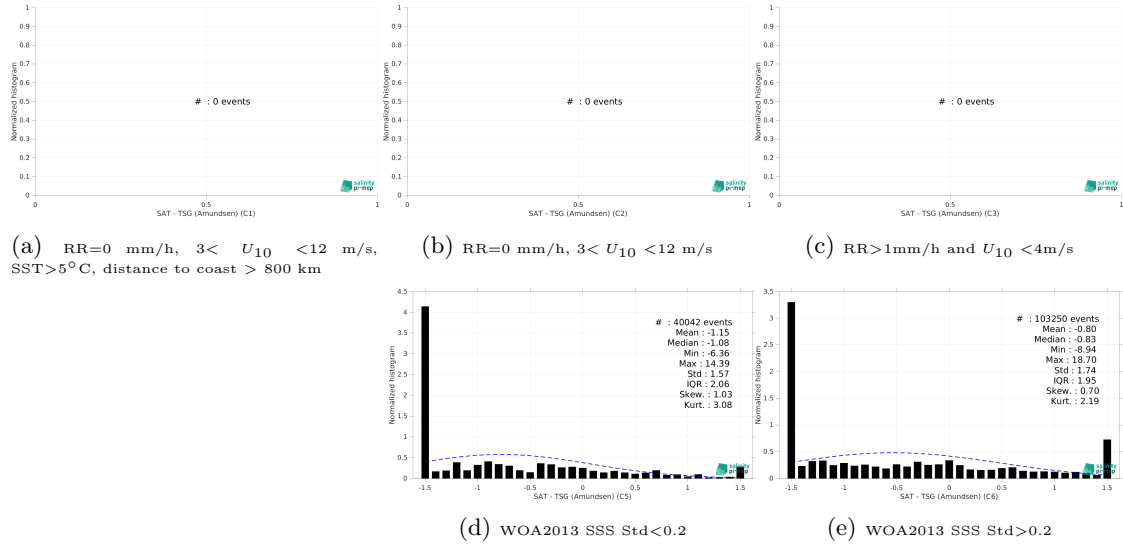 Normalized histogram
1
0.9
0.8
0.7
0.6
0.5
0.4
0.3
0.2
0.1
0
# : 0 events
salinity
pi-mep
0 0.5 1
SAT - TSG (Amundsen) (C1)
(a) RR=0 mm/h, 3< U10 <12 m/s,
SST>5°C, distance to coast > 800 km
Normalized histogram
1
0.9
0.8
0.7
0.6
0.5
0.4
0.3
0.2
0.1
0
# : 0 events
salinity
pi-mep
0 0.5 1
SAT - TSG (Amundsen) (C2)
(b) RR=0 mm/h, 3< U10 <12 m/s
Normalized histogram
1
0.9
0.8
0.7
0.6
0.5
0.4
0.3
0.2
0.1
0
# : 0 events
salinity
pi-mep
0 0.5 1
SAT - TSG (Amundsen) (C3)
(c) RR>1mm/h and U10 <4m/s
Normalized histogram
4.5
4
3.5
3
2.5
2
1.5
1
0.5
0
# : 40042 events
Mean : -1.15
Median : -1.08
Min : -6.36
Max : 14.39
Std : 1.57
IQR : 2.06
Skew. : 1.03
Kurt. : 3.08
salinity
pi-mep
-1.5 -1 -0.5 0 0.5 1 1.5
SAT - TSG (Amundsen) (C5)
(d) WOA2013 SSS Std<0.2
Normalized histogram
3.5
3
2.5
2
1.5
1
0.5
0
# : 103250 events
Mean : -0.80
Median : -0.83
Min : -8.94
Max : 18.70
Std : 1.74
IQR : 1.95
Skew. : 0.70
Kurt. : 2.19
salinity
pi-mep
-1.5 -1 -0.5 0 0.5 1 1.5
SAT - TSG (Amundsen) (C6)
(e) WOA2013 SSS Std>0.2